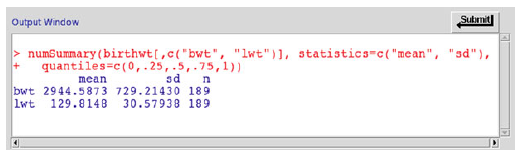 Output Window
Submit
> numSummary(birthwt[,c("bwt", "lwt")], statistics=c("mean", "sd"),
+ quantiles=c(0,.25,.5,.75,1))
mean sd n
bwt 2944.5873 729.21430 189
lwt 129.8148 30.57938 189